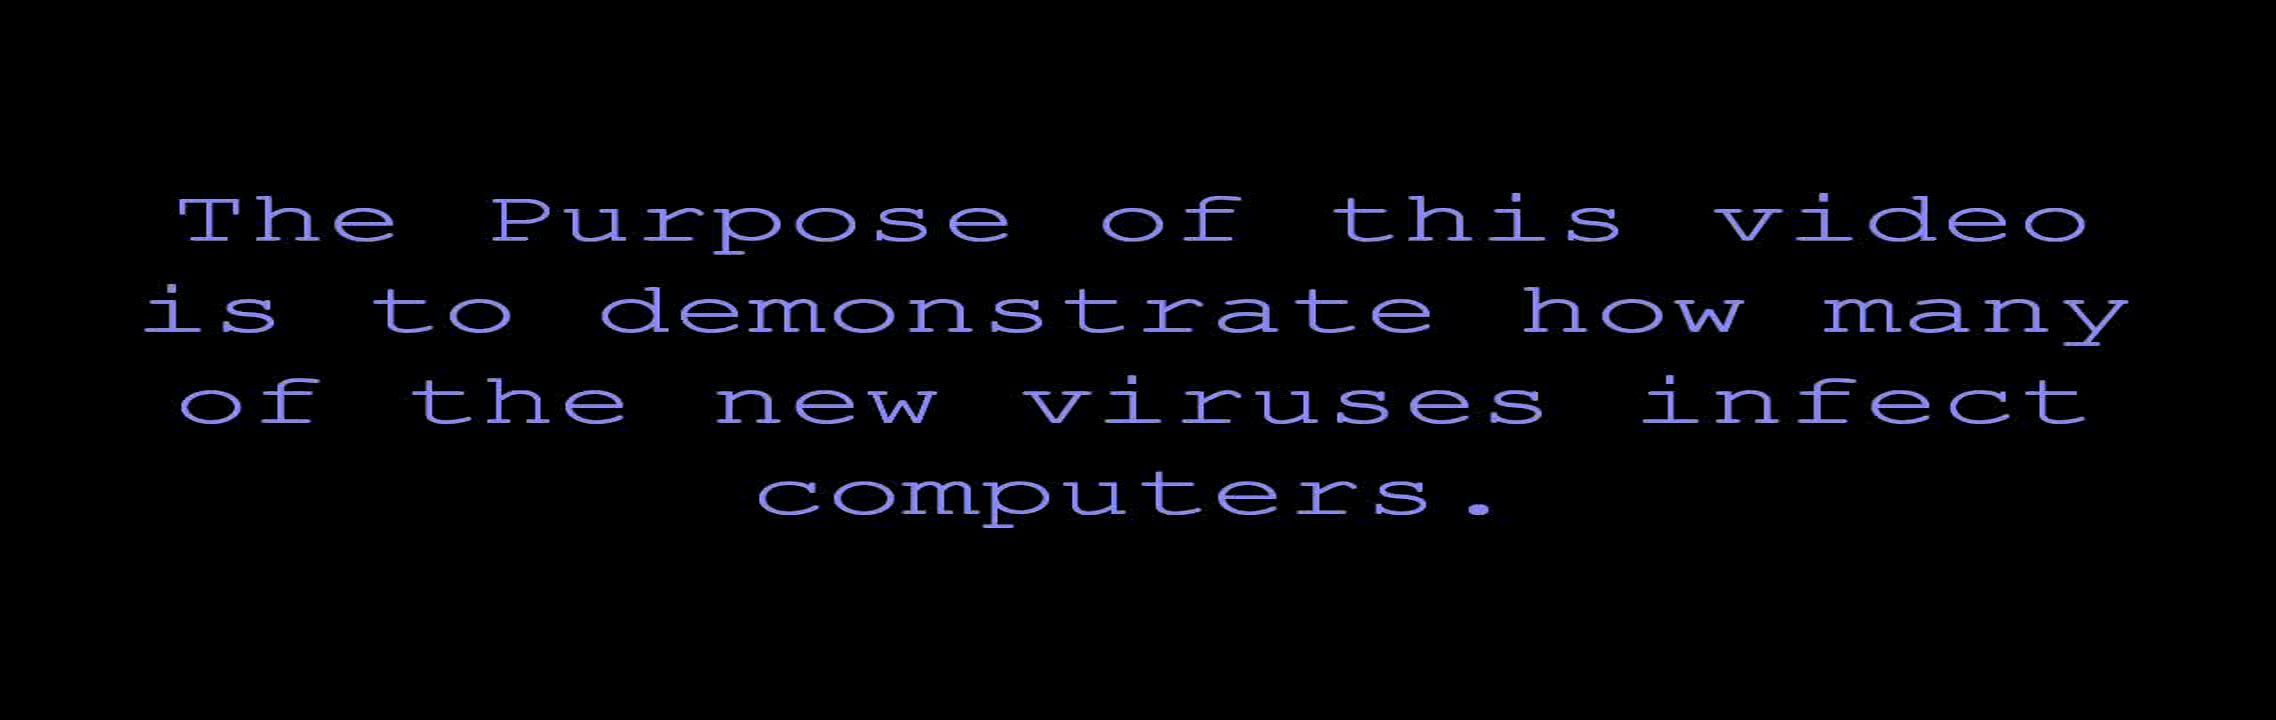 The Purpose of this video
is to demonstrate how many
of the new viruses infect
computers.